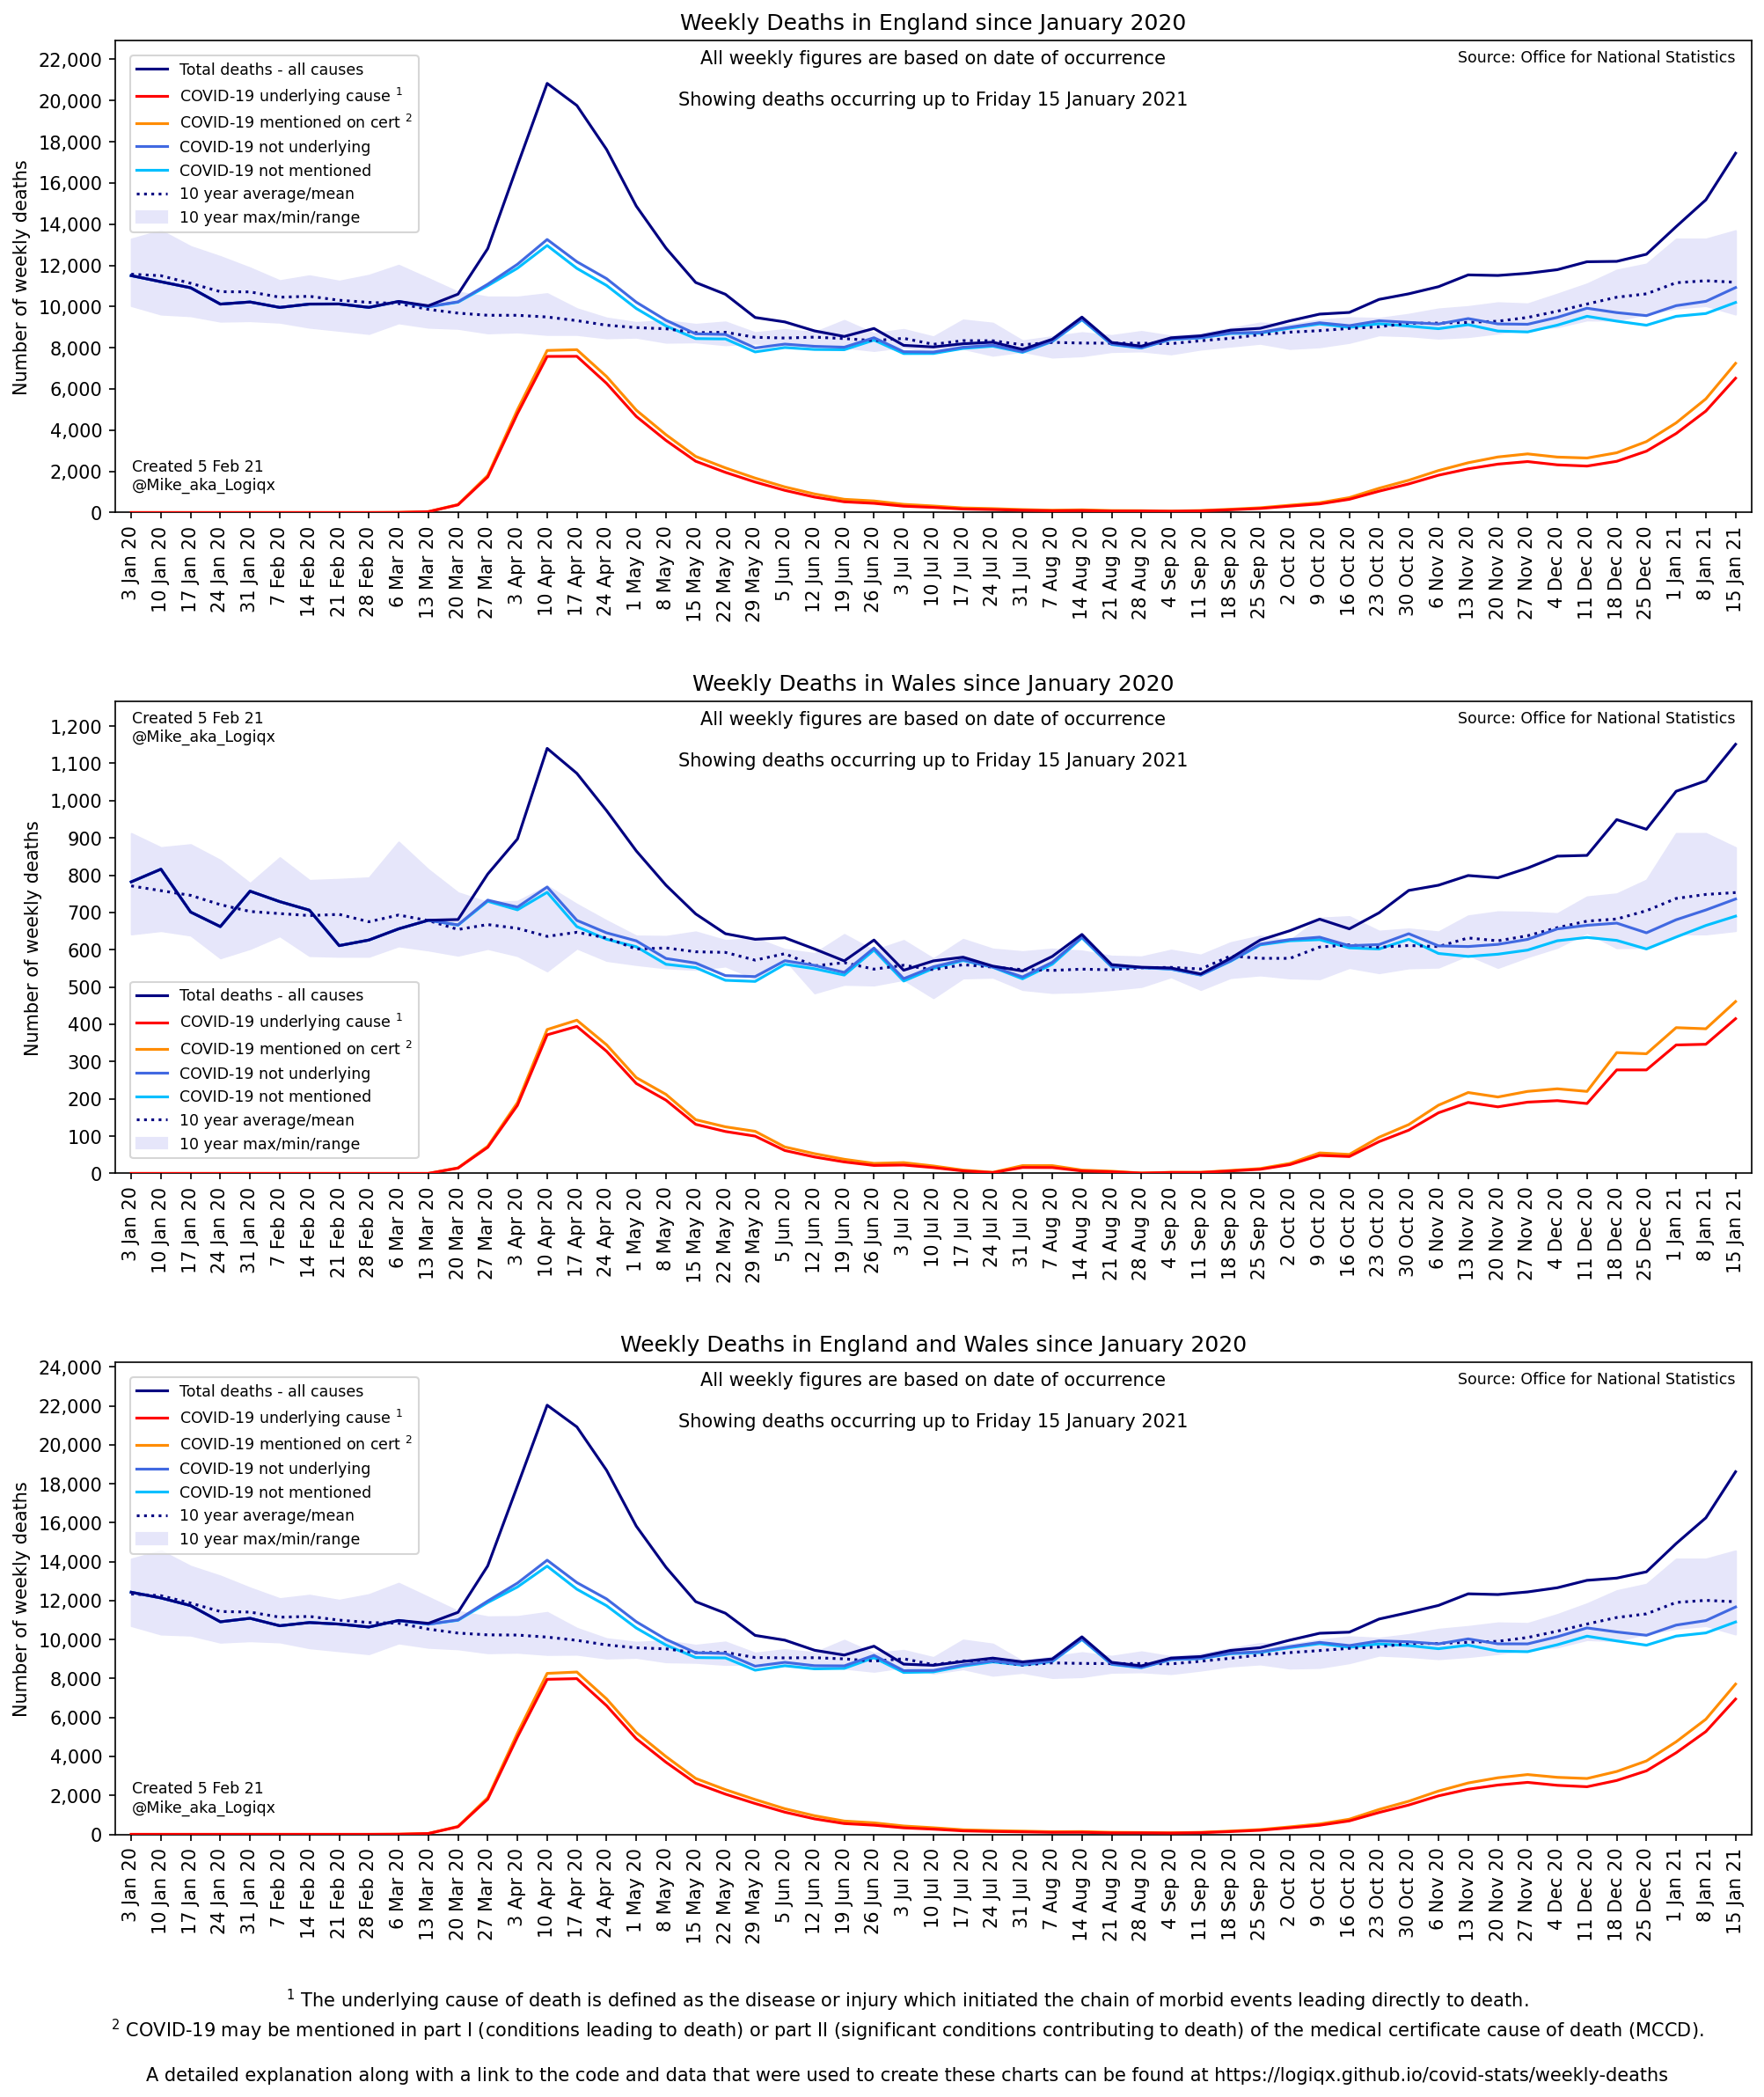 Weekly Deaths in England since January 2020
All weekly figures are based on date of occurrence
Source: Office for National Statistics
Showing deaths occurring up to Friday 15 January 2021
Total deaths - all causes
COVID-19 underlying cause 1
COVID-19 mentioned on cert 2
COVID-19 not underlying
COVID-19 not mentioned
10 year average/mean
10 year max/min/range
Number of weekly deaths
22,000
20,000
18,000
16,000
14,000
12,000
10,000
8,000
6,000
4,000
2,000
0
Created 5 Feb 21
@Mike_aka_Logiqx
3 Jan 20 10 Jan 20 17 Jan 20 24 Jan 20 31 Jan 20 7 Feb 20 14 Feb 20 21 Feb 20 28 Feb 20 6 Mar 20 13 Mar 20 20 Mar 20 27 Mar 20 3 Apr 20 10 Apr 20 17 Apr 20 24 Apr 20 1 May 20 8 May 20 15 May 20 22 May 20 29 May 20 5 Jun 20 12 Jun 20 19 Jun 20 26 Jun 20 3 Jul 20 10 Jul 20 17 Jul 20 24 Jul 20 31 Jul 20 7 Aug 20 14 Aug 20 21 Aug 20 28 Aug 20 4 Sep 20 11 Sep 20 18 Sep 20 25 Sep 20 2 Oct 20 9 Oct 20 16 Oct 20 23 Oct 20 30 Oct 20 6 Nov 20 13 Nov 20 20 Nov 20 27 Nov 20 4 Dec 20 11 Dec 20 18 Dec 20 25 Dec 20 1 Jan 21 8 Jan 21 15 Jan 21
Weekly Deaths in Wales since January 2020
Created 5 Feb 21
@Mike_aka_Logiqx
All weekly figures are based on date of occurrence
Source: Office for National Statistics
Showing deaths occurring up to Friday 15 January 2021
Number of weekly deaths
1,200
1,100
1,000
900
800
700
600
500
400
300
200
100
0
Total deaths - all causes
COVID-19 underlying cause 1
COVID-19 mentioned on cert 2
COVID-19 not underlying
COVID-19 not mentioned
10 year average/mean
10 year max/min/range
3 Jan 20 10 Jan 20 17 Jan 20 24 Jan 20 31 Jan 20 7 Feb 20 14 Feb 20 21 Feb 20 28 Feb 20 6 Mar 20 13 Mar 20 20 Mar 20 27 Mar 20 3 Apr 20 10 Apr 20 17 Apr 20 24 Apr 20 1 May 20 8 May 20 15 May 20 22 May 20 29 May 20 5 Jun 20 12 Jun 20 19 Jun 20 26 Jun 20 3 Jul 20 10 Jul 20 17 Jul 20 24 Jul 20 31 Jul 20 7 Aug 20 14 Aug 20 21 Aug 20 28 Aug 20 4 Sep 20 11 Sep 20 18 Sep 20 25 Sep 20 2 Oct 20 9 Oct 20 16 Oct 20 23 Oct 20 30 Oct 20 6 Nov 20 13 Nov 20 20 Nov 20 27 Nov 20 4 Dec 20 11 Dec 20 18 Dec 20 25 Dec 20 1 Jan 21 8 Jan 21 15 Jan 21
Weekly Deaths in England and Wales since January 2020
All weekly figures are based on date of occurrence
Source: Office for National Statistics
Showing deaths occurring up to Friday 15 January 2021
Total deaths - all causes
COVID-19 underlying cause 1
COVID-19 mentioned on cert 2
COVID-19 not underlying
COVID-19 not mentioned
10 year average/mean
10 year max/min/range
Number of weekly deaths
24,000
22,000
20,000
18,000
16,000
14,000
12,000
10,000
8,000
6,000
4,000
2,000
0
Created 5 Feb 21
@Mike_aka_Logiqx
3 Jan 20 10 Jan 20 17 Jan 20 24 Jan 20 31 Jan 20 7 Feb 20 14 Feb 20 21 Feb 20 28 Feb 20 6 Mar 20 13 Mar 20 20 Mar 20 27 Mar 20 3 Apr 20 10 Apr 20 17 Apr 20 24 Apr 20 1 May 20 8 May 20 15 May 20 22 May 20 29 May 20 5 Jun 20 12 Jun 20 19 Jun 20 26 Jun 20 3 Jul 20 10 Jul 20 17 Jul 20 24 Jul 20 31 Jul 20 7 Aug 20 14 Aug 20 21 Aug 20 28 Aug 20 4 Sep 20 11 Sep 20 18 Sep 20 25 Sep 20 2 Oct 20 9 Oct 20 16 Oct 20 23 Oct 20 30 Oct 20 6 Nov 20 13 Nov 20 20 Nov 20 27 Nov 20 4 Dec 20 11 Dec 20 18 Dec 20 25 Dec 20 1 Jan 21 8 Jan 21 15 Jan 21
1 The underlying cause of death is defined as the disease or injury which initiated the chain of morbid events leading directly to death.
2 COVID-19 may be mentioned in part I (conditions leading to death) or part II (significant conditions contributing to death) of the medical certificate cause of death (MCCD).
A detailed explanation along with a link to the code and data that were used to create these charts can be found at https://logiqx.github.io/covid-stats/weekly-deaths